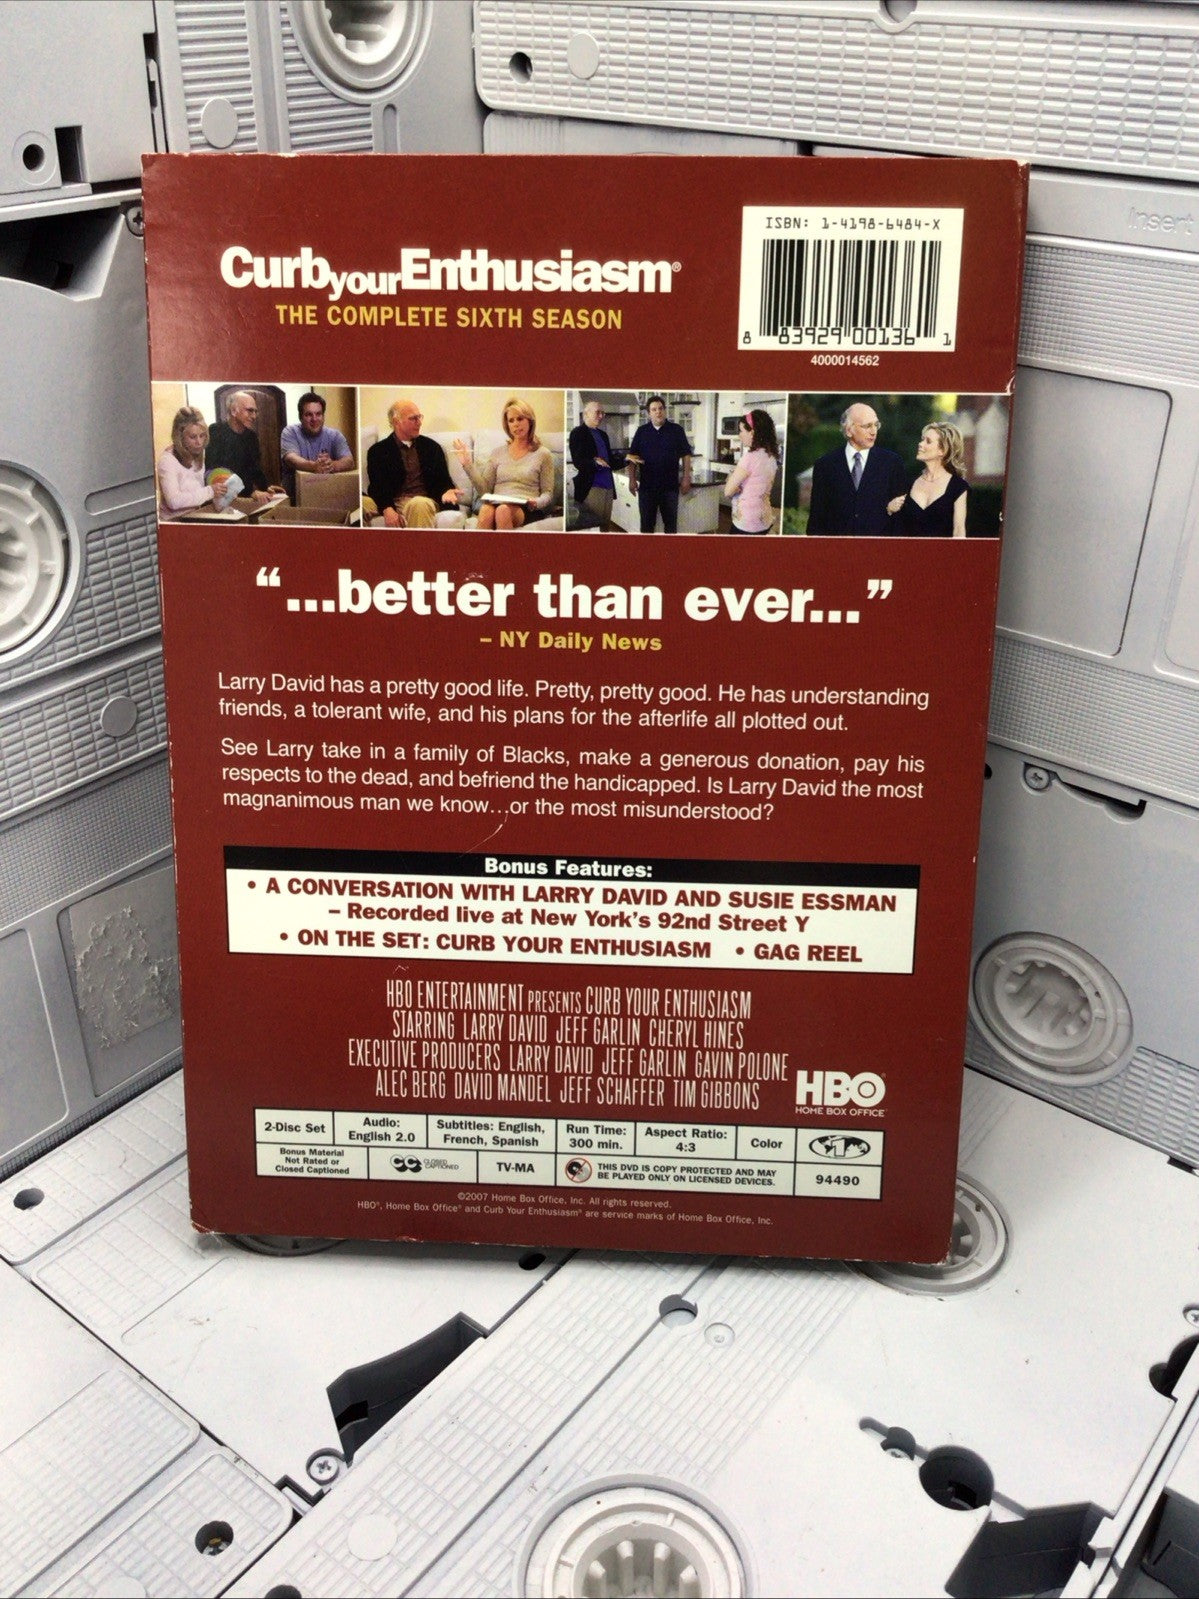 Insert
ISBN: 1-4198-6484-X
8 83929 00136 1
4000014562
Curb your Enthusiasm®
THE COMPLETE SIXTH SEASON
“...better than ever...”
– NY Daily News
Larry David has a pretty good life. Pretty, pretty good. He has understanding
friends, a tolerant wife, and his plans for the afterlife all plotted out.
See Larry take in a family of Blacks, make a generous donation, pay his
respects to the dead, and befriend the handicapped. Is Larry David the most
magnanimous man we know...or the most misunderstood?
Bonus Features:
• A CONVERSATION WITH LARRY DAVID AND SUSIE ESSMAN
– Recorded live at New York's 92nd Street Y
• ON THE SET: CURB YOUR ENTHUSIASM • GAG REEL
HBO ENTERTAINMENT PRESENTS CURB YOUR ENTHUSIASM
STARRING LARRY DAVID JEFF GARLIN CHERYL HINES
EXECUTIVE PRODUCERS LARRY DAVID JEFF GARLIN GAVIN POLONE
ALEC BERG DAVID MANDEL JEFF SCHAFFER TIM GIBBONS
HBO®
HOME BOX OFFICE®
2-Disc Set
Audio:
English 2.0
Subtitles: English,
French, Spanish
Run Time:
300 min.
Aspect Ratio:
4:3
Color
1
Bonus Material
Not Rated or
Closed Captioned
CC CLOSED
CAPTIONED
TV-MA
THIS DVD IS COPY PROTECTED AND MAY
BE PLAYED ONLY ON LICENSED DEVICES.
94490
©2007 Home Box Office, Inc. All rights reserved.
HBO®, Home Box Office® and Curb Your Enthusiasm® are service marks of Home Box Office, Inc.